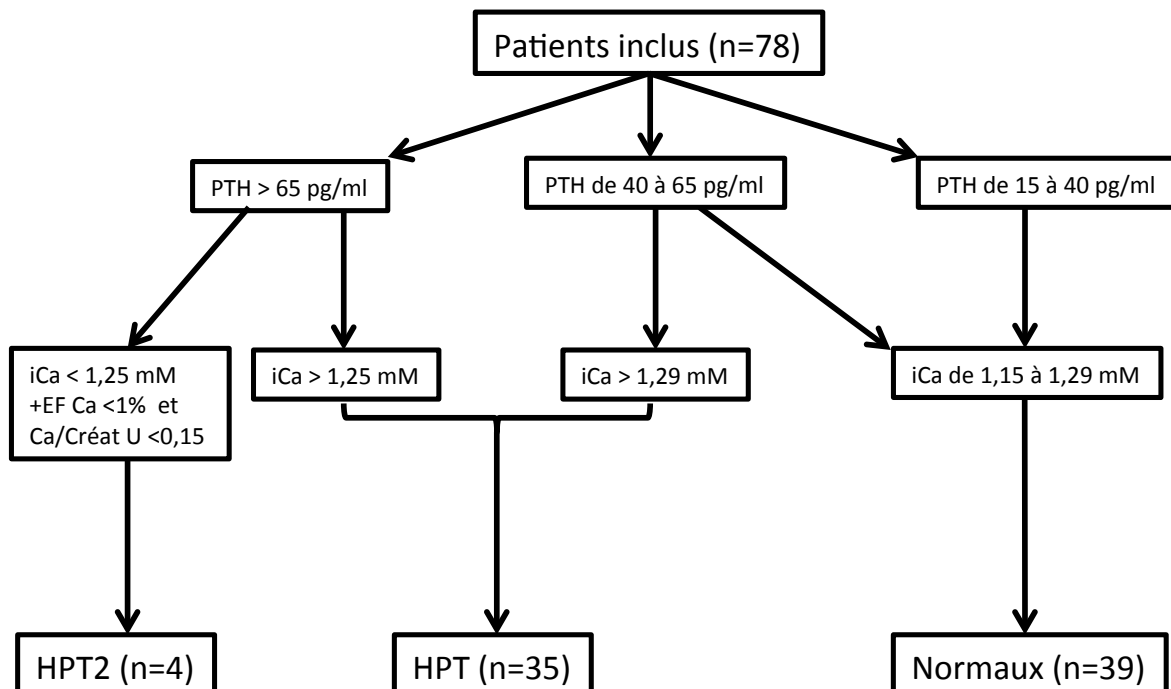 Patients inclus (n=78)
PTH > 65 pg/ml
PTH de 40 à 65 pg/ml
PTH de 15 à 40 pg/ml
iCa < 1,25 mM
+EF Ca <1% et
Ca/Créat U <0,15
iCa > 1,25 mM
iCa > 1,29 mM
iCa de 1,15 à 1,29 mM
HPT2 (n=4)
HPT (n=35)
Normaux (n=39)